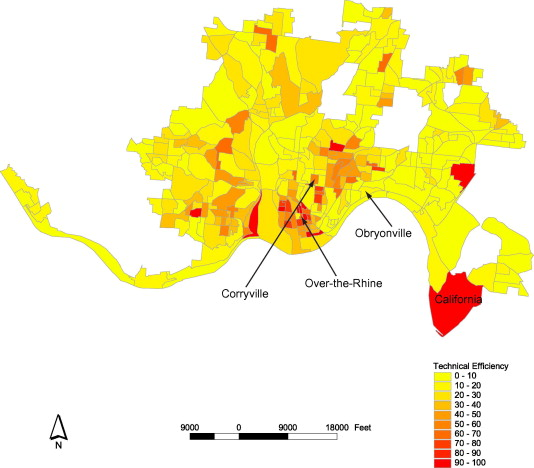 Obryonville
Over-the-Rhine
Corryville
California
Technical Efficiency
0 - 10
10 - 20
20 - 30
30 - 40
40 - 50
50 - 60
60 - 70
70 - 80
80 - 90
90 - 100
N
9000 0 9000 18000 Feet